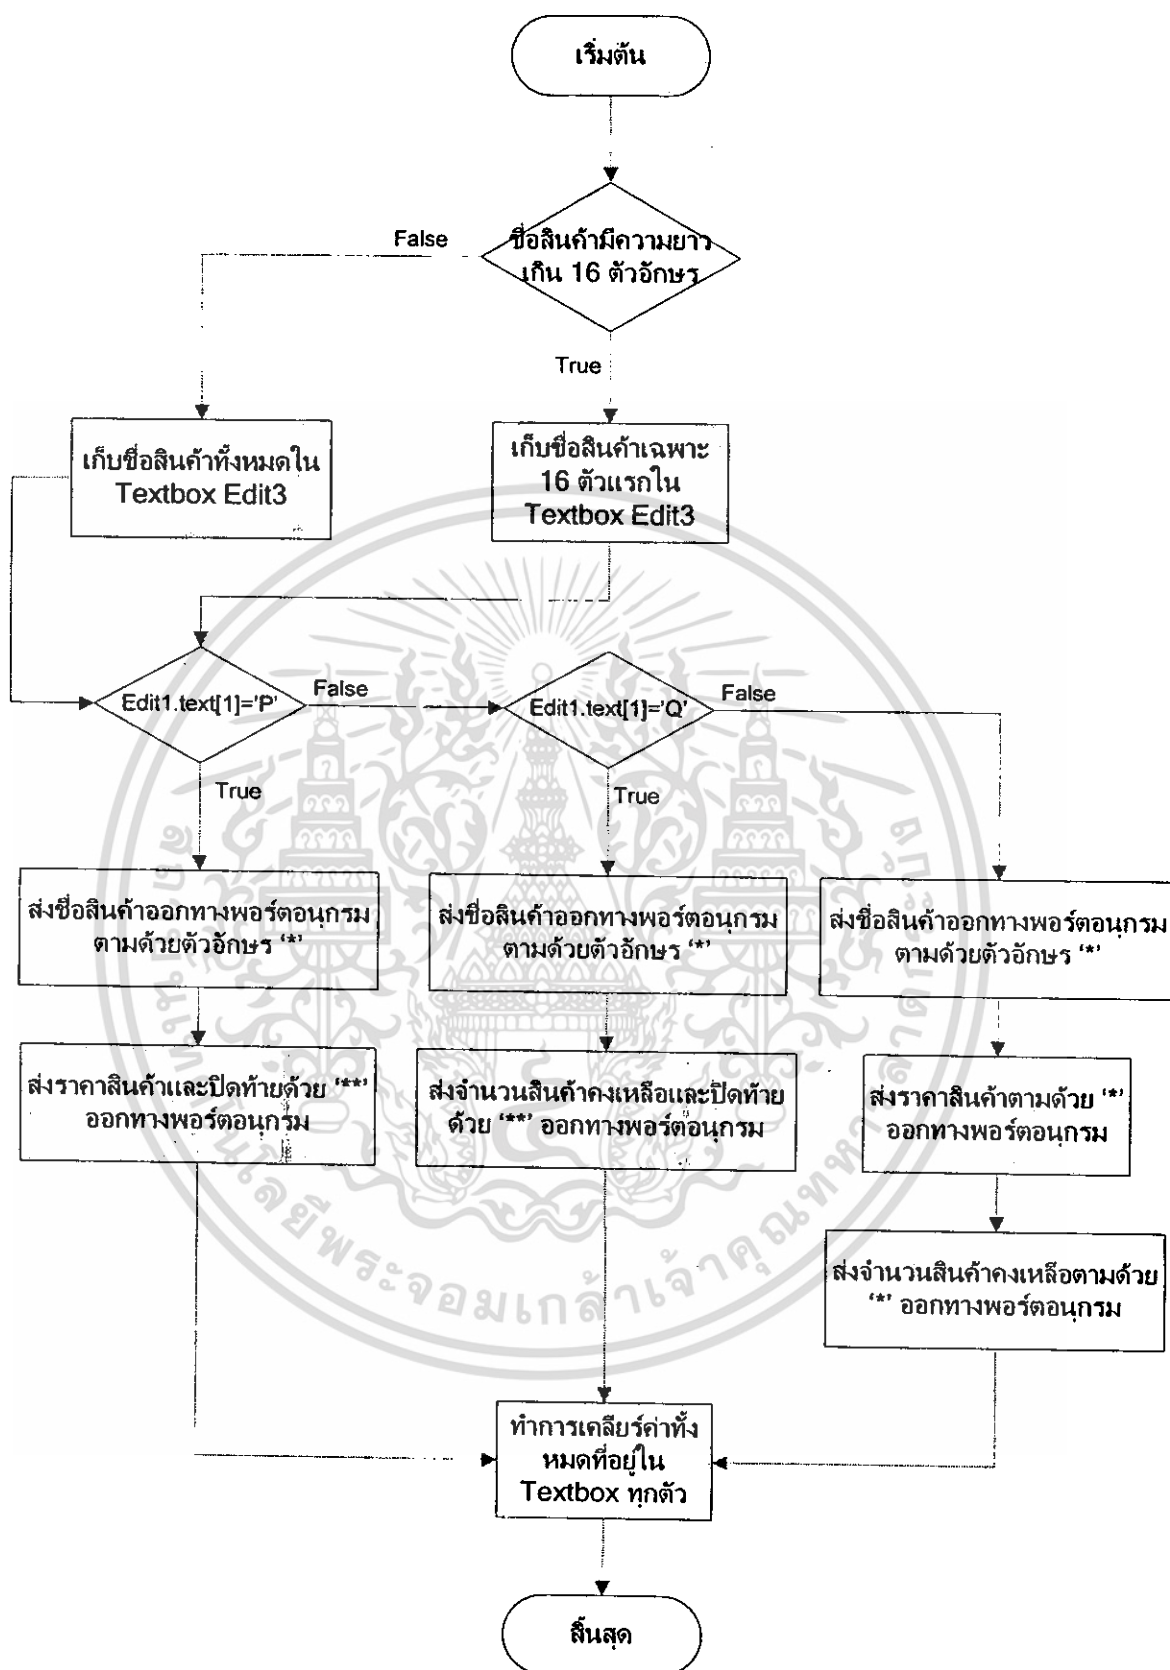 เริ่มต้น
ชื่อสินค้ามีความยาว
เกิน 16 ตัวอักษร
False
True
เก็บชื่อสินค้าทั้งหมดใน
Textbox Edit3
เก็บชื่อสินค้าเฉพาะ
16 ตัวแรกใน
Textbox Edit3
Edit1.text[1]='P'
False
True
Edit1.text[1]='Q'
False
True
ส่งชื่อสินค้าออกทางพอร์ตอนุกรม
ตามด้วยตัวอักษร '*'
ส่งชื่อสินค้าออกทางพอร์ตอนุกรม
ตามด้วยตัวอักษร '*'
ส่งชื่อสินค้าออกทางพอร์ตอนุกรม
ตามด้วยตัวอักษร '*'
ส่งราคาสินค้าและปิดท้ายด้วย '**'
ออกทางพอร์ตอนุกรม
ส่งจำนวนสินค้าคงเหลือและปิดท้าย
ด้วย '**' ออกทางพอร์ตอนุกรม
ส่งราคาสินค้าตามด้วย '*'
ออกทางพอร์ตอนุกรม
ส่งจำนวนสินค้าคงเหลือตามด้วย
'*' ออกทางพอร์ตอนุกรม
ทำการเคลียร์ค่าทั้ง
หมดที่อยู่ใน
Textbox ทุกตัว
สิ้นสุด
พระจอมเกล้าเจ้าคุณทหาร